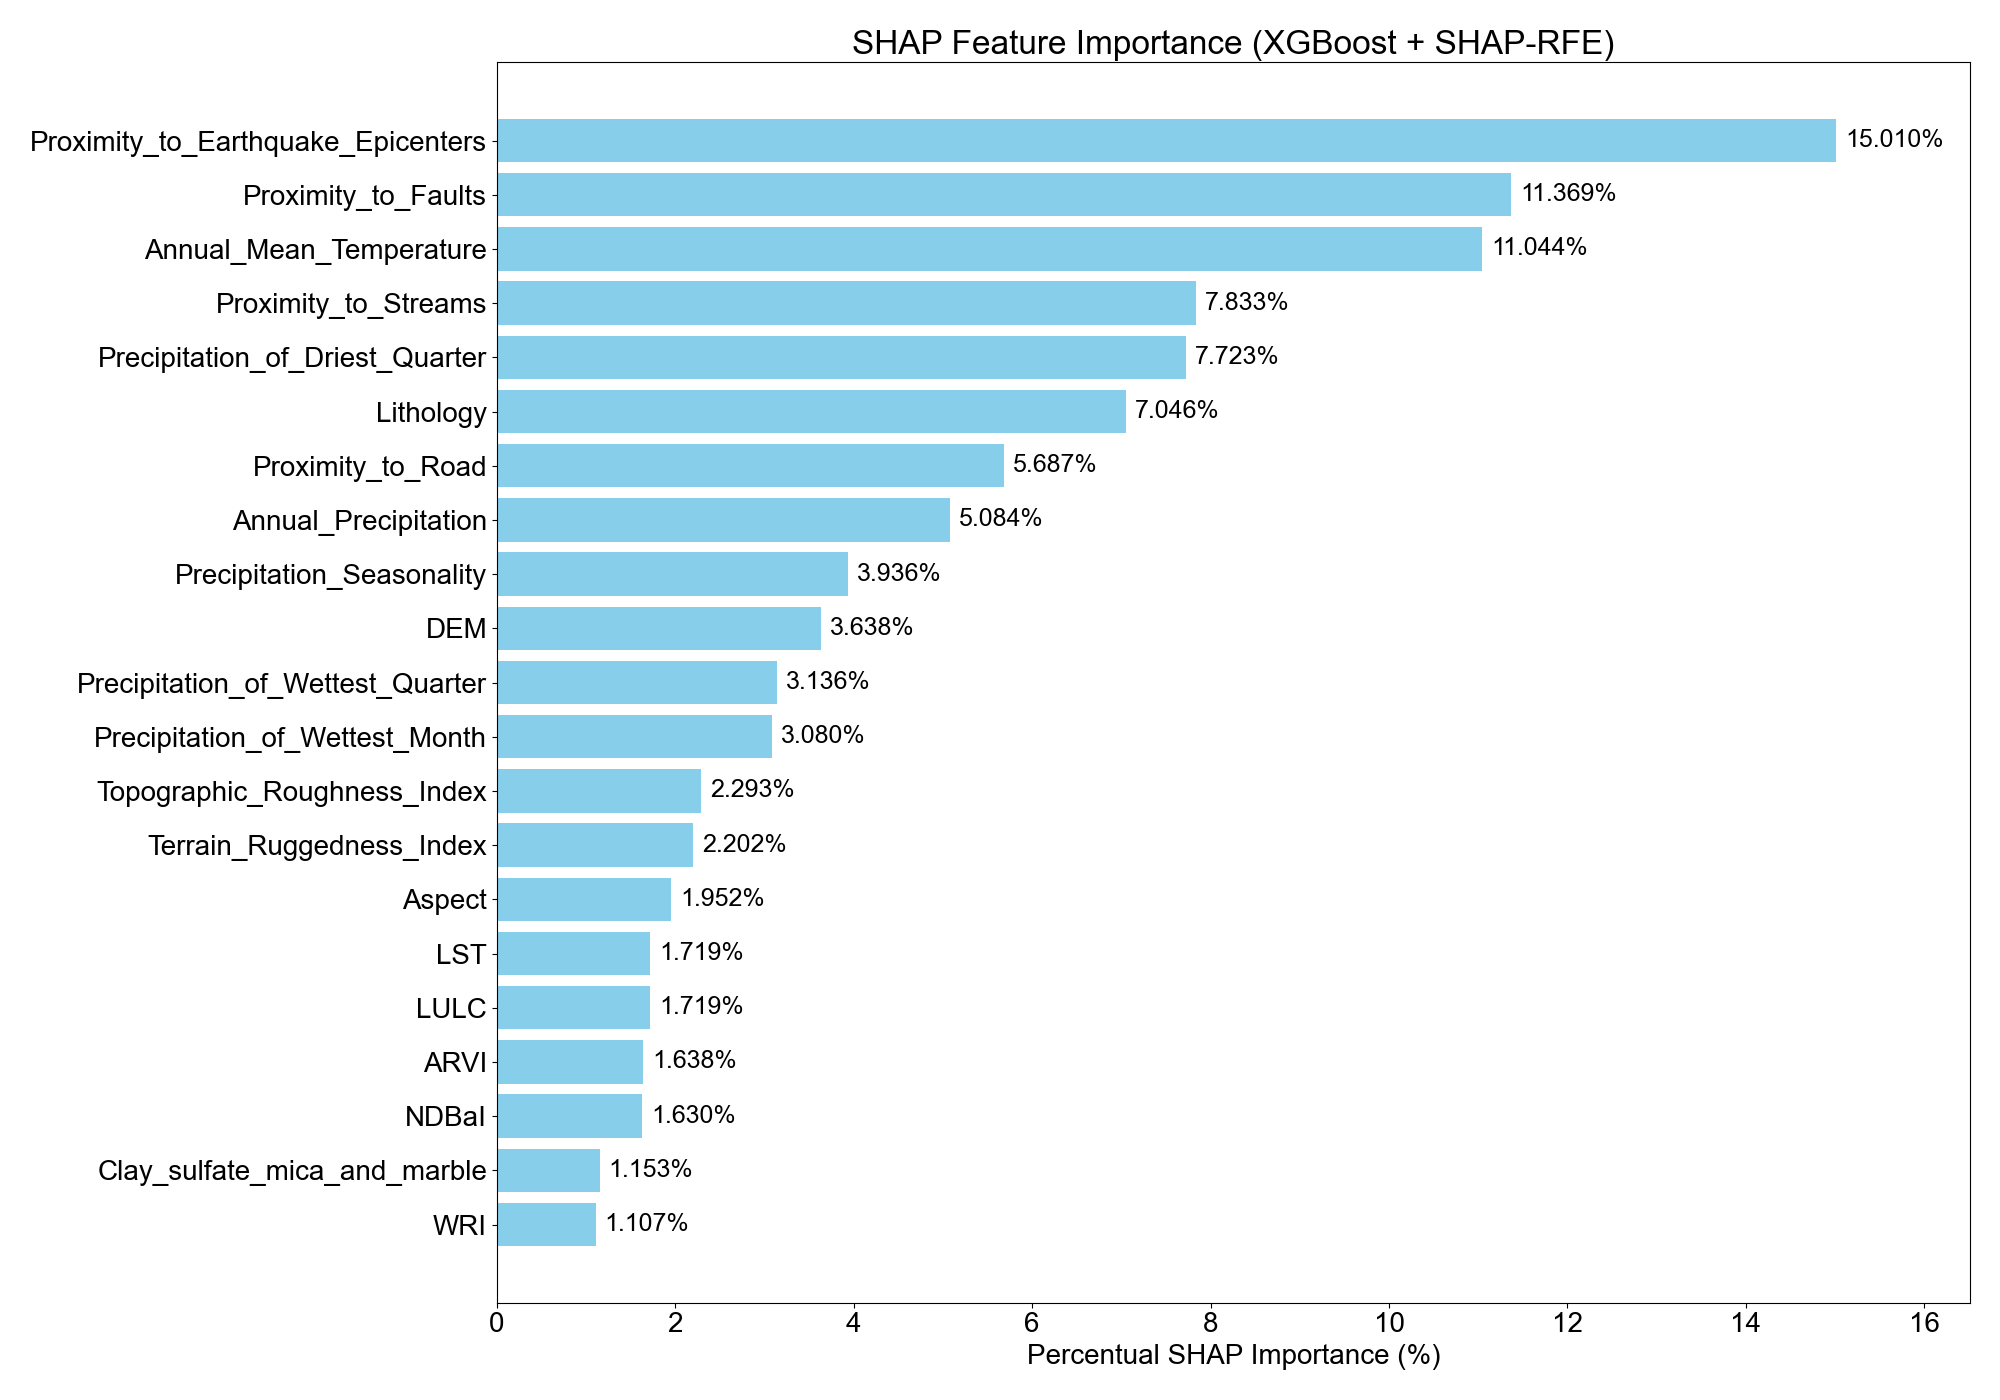 SHAP Feature Importance (XGBoost + SHAP-RFE)
Proximity_to_Earthquake_Epicenters 15.010%
Proximity_to_Faults 11.369%
Annual_Mean_Temperature 11.044%
Proximity_to_Streams 7.833%
Precipitation_of_Driest_Quarter 7.723%
Lithology 7.046%
Proximity_to_Road 5.687%
Annual_Precipitation 5.084%
Precipitation_Seasonality 3.936%
DEM 3.638%
Precipitation_of_Wettest_Quarter 3.136%
Precipitation_of_Wettest_Month 3.080%
Topographic_Roughness_Index 2.293%
Terrain_Ruggedness_Index 2.202%
Aspect 1.952%
LST 1.719%
LULC 1.719%
ARVI 1.638%
NDBaI 1.630%
Clay_sulfate_mica_and_marble 1.153%
WRI 1.107%
0 2 4 6 8 10 12 14 16
Percentual SHAP Importance (%)